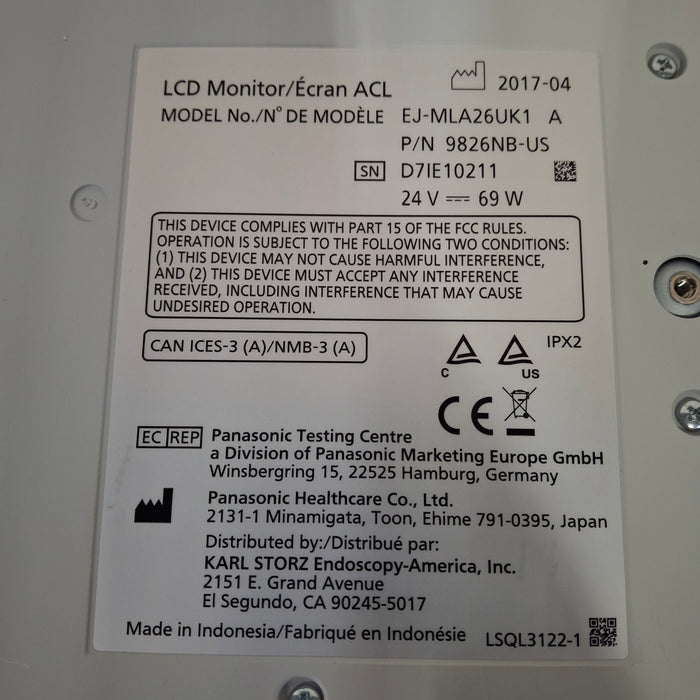 LCD Monitor/Écran ACL
2017-04
MODEL No./N° DE MODÈLE EJ-MLA26UK1 A
P/N 9826NB-US
SN D7IE10211
24 V 69 W
THIS DEVICE COMPLIES WITH PART 15 OF THE FCC RULES.
OPERATION IS SUBJECT TO THE FOLLOWING TWO CONDITIONS:
(1) THIS DEVICE MAY NOT CAUSE HARMFUL INTERFERENCE,
AND (2) THIS DEVICE MUST ACCEPT ANY INTERFERENCE
RECEIVED, INCLUDING INTERFERENCE THAT MAY CAUSE
UNDESIRED OPERATION.
CAN ICES-3 (A)/NMB-3 (A)
IPX2
C US
CE
EC REP Panasonic Testing Centre
a Division of Panasonic Marketing Europe GmbH
Winsbergring 15, 22525 Hamburg, Germany
Panasonic Healthcare Co., Ltd.
2131-1 Minamigata, Toon, Ehime 791-0395, Japan
Distributed by:/Distribué par:
KARL STORZ Endoscopy-America, Inc.
2151 E. Grand Avenue
El Segundo, CA 90245-5017
Made in Indonesia/Fabriqué en Indonésie
LSQL3122-1